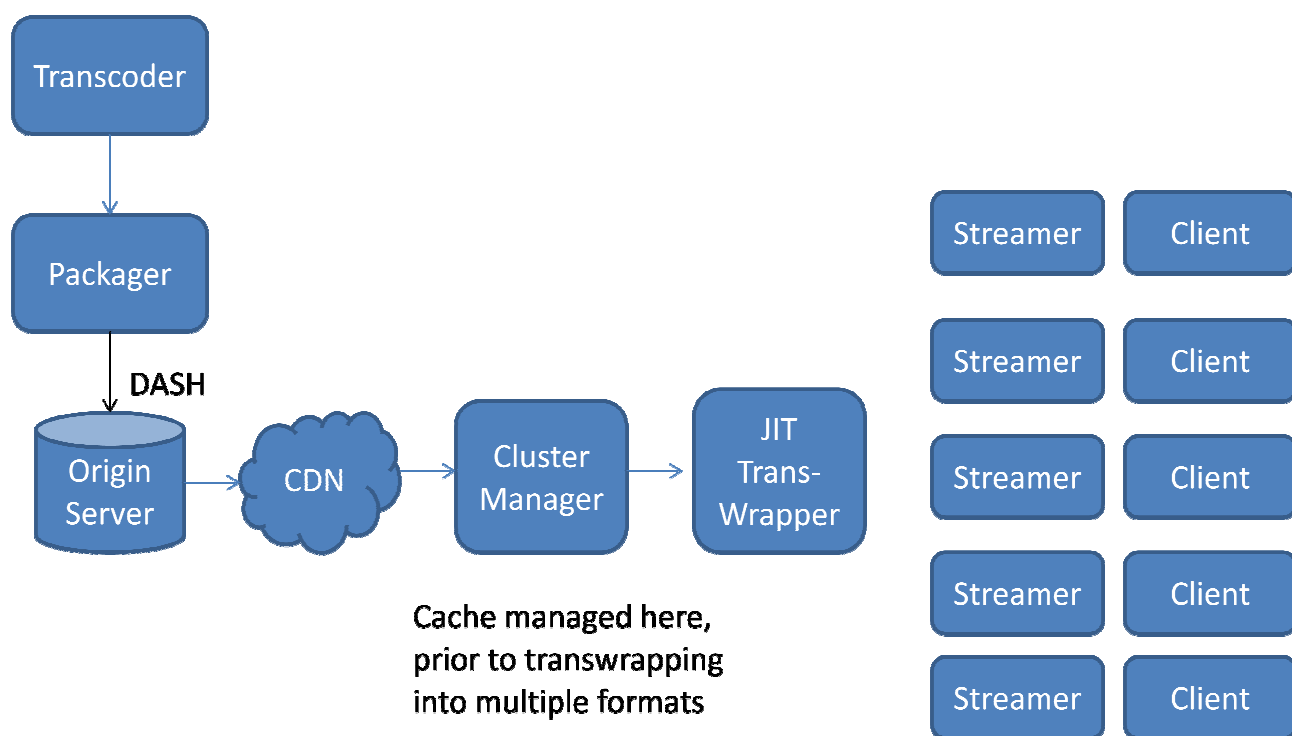 Transcoder
Packager
DASH
Origin
Server
CDN
Cluster
Manager
JIT
Trans-
Wrapper
Cache managed here,
prior to transwrapping
into multiple formats
Streamer
Client
Streamer
Client
Streamer
Client
Streamer
Client
Streamer
Client